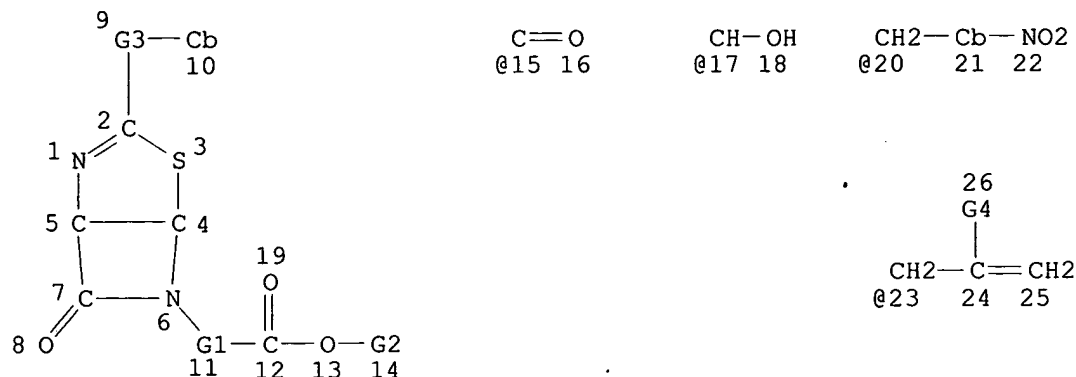 9
G3 Cb
10
C O
@15 16
CH OH
@17 18
CH2 Cb NO2
@20 21 22
2 C
1 N S 3
5 C C 4
26
G4
CH2 C CH2
@23 24 25
19
O
7 C N
6
8 O
G1 C O G2
11 12 13 14